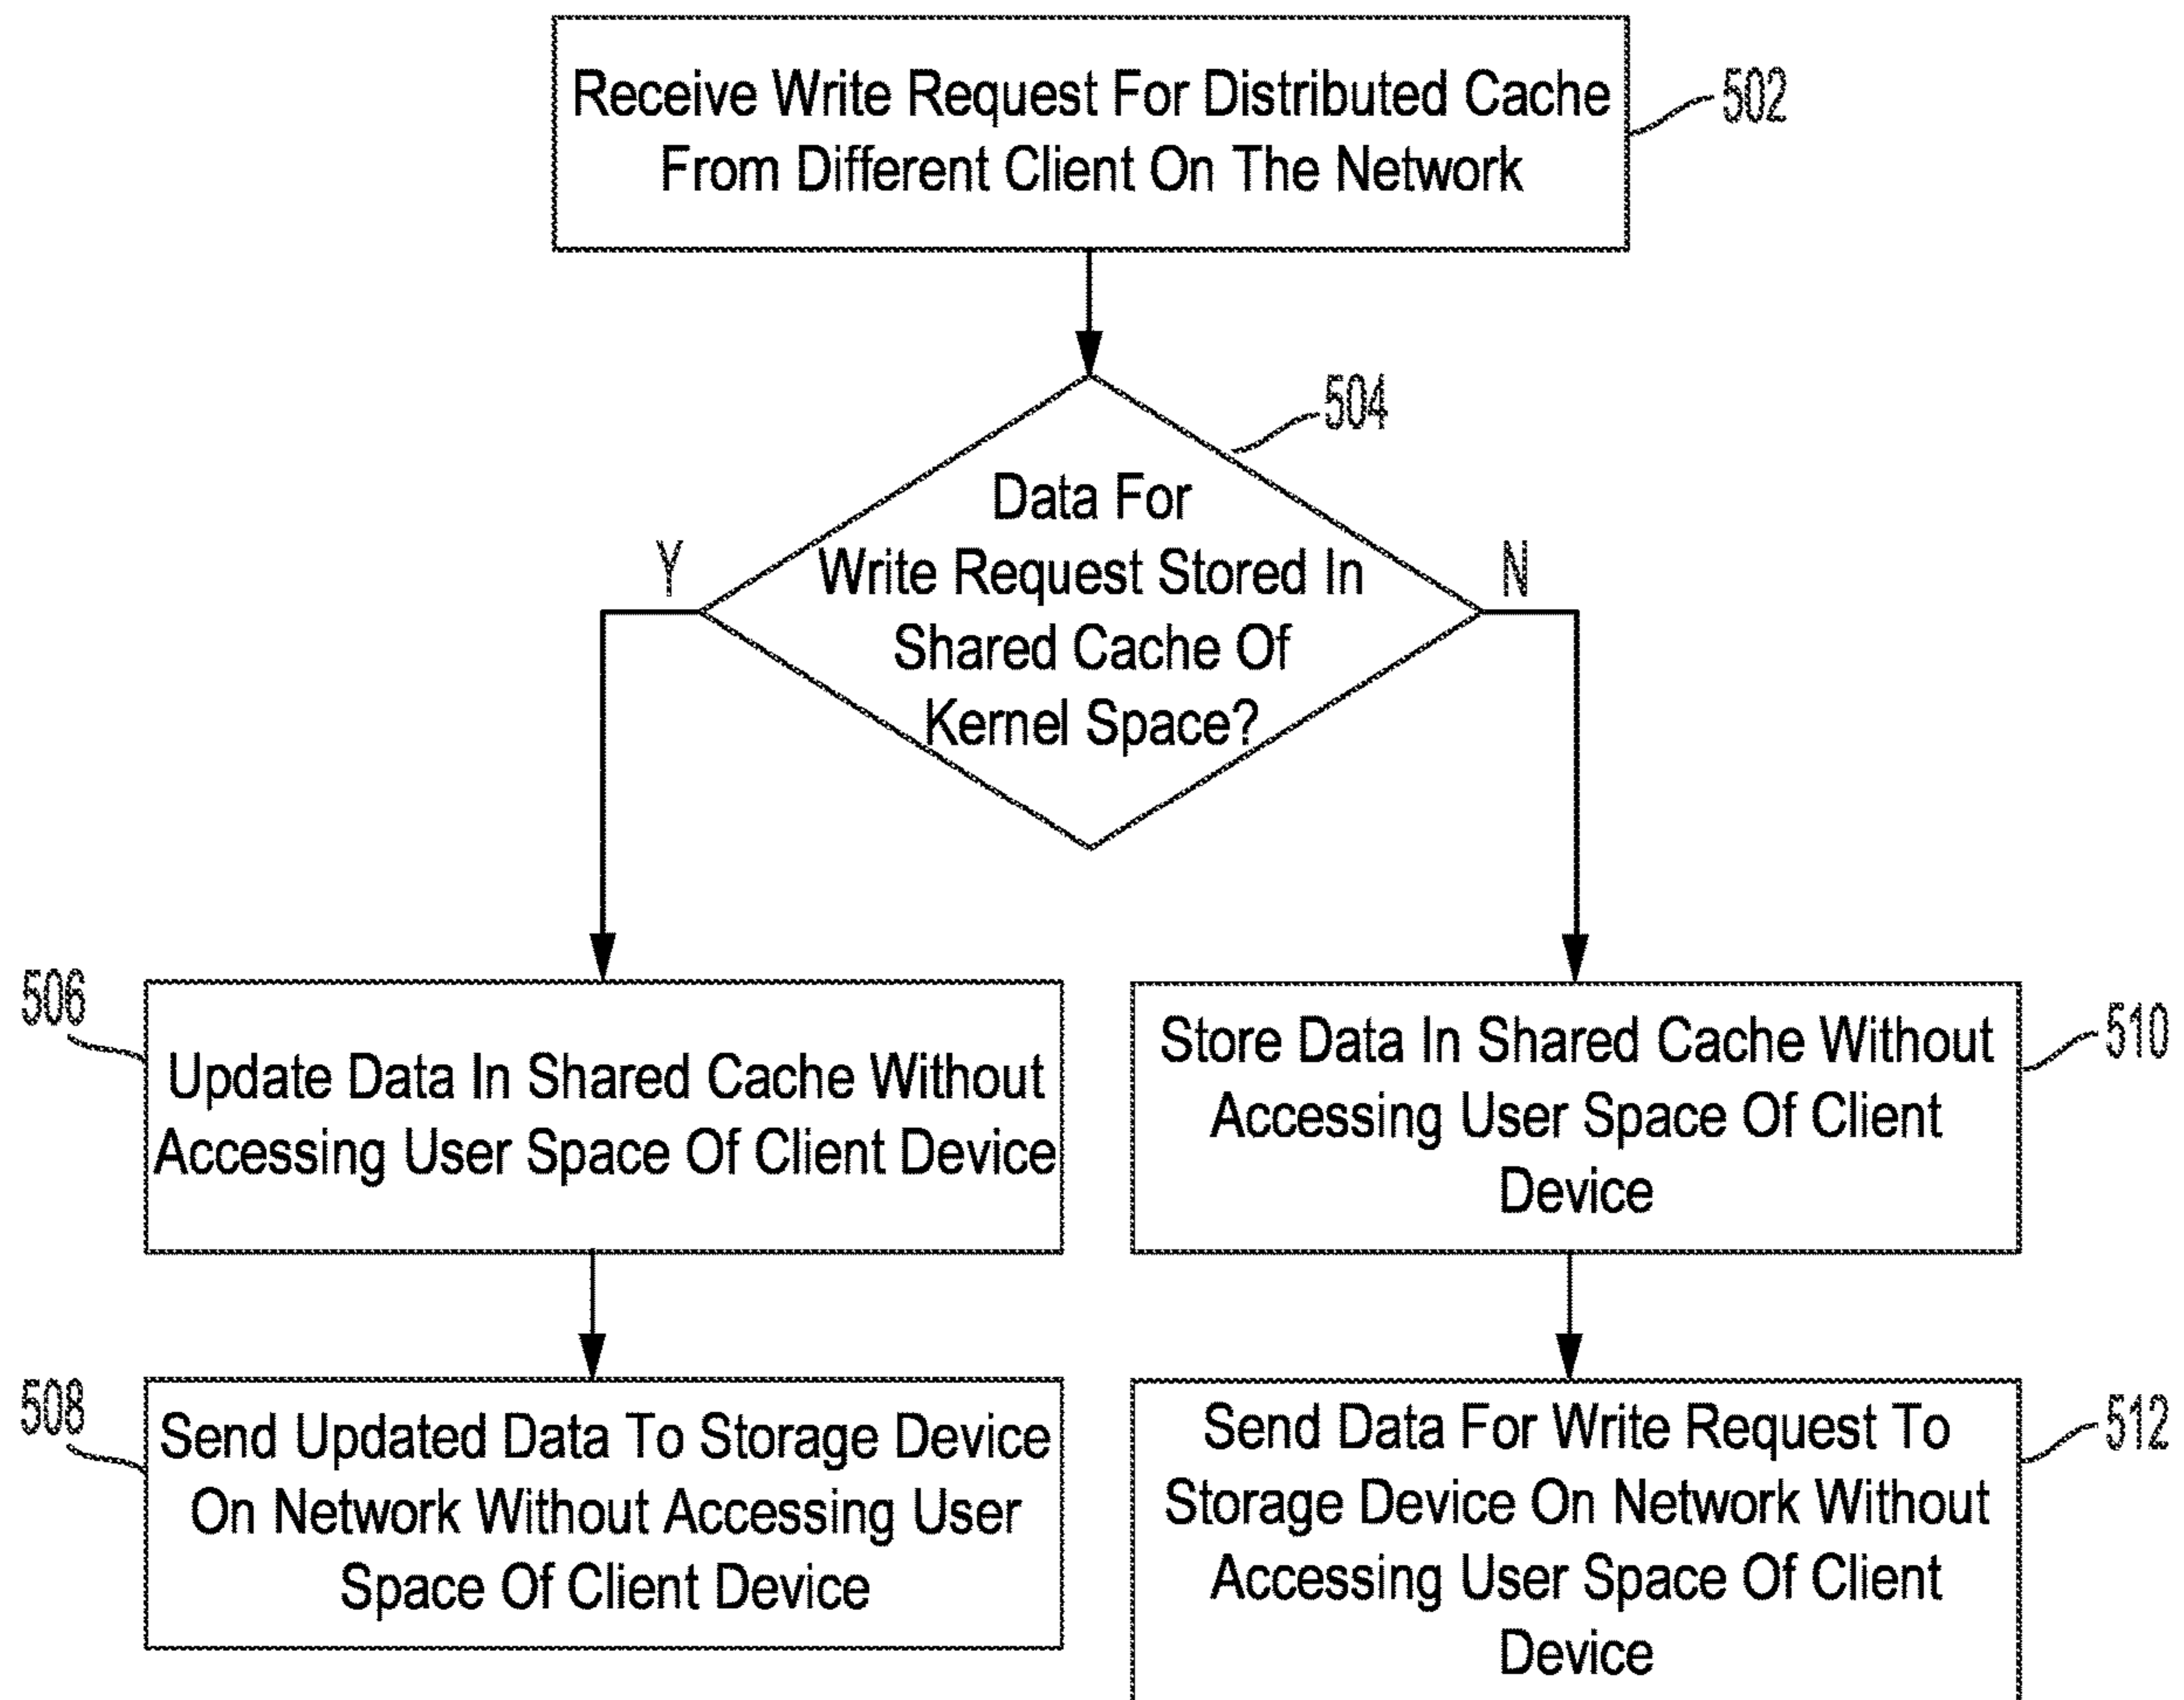 Receive Write Request For Distributed Cache
From Different Client On The Network
502
504
Data For
Write Request Stored In
Shared Cache Of
Kernel Space?
Y
N
506
Update Data In Shared Cache Without
Accessing User Space Of Client Device
Store Data In Shared Cache Without
Accessing User Space Of Client
Device
510
508
Send Updated Data To Storage Device
On Network Without Accessing User
Space Of Client Device
Send Data For Write Request To
Storage Device On Network Without
Accessing User Space Of Client
Device
512